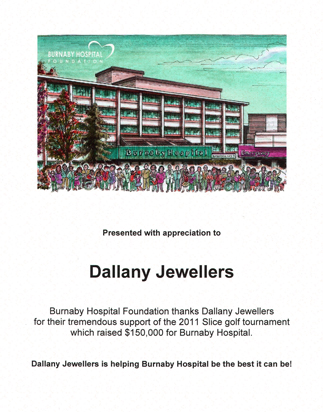 BURNABY HOSPITAL
FOUNDATION
Presented with appreciation to
Dallany Jewellers
Burnaby Hospital Foundation thanks Dallany Jewellers
for their tremendous support of the 2011 Slice golf tournament
which raised $150,000 for Burnaby Hospital.
Dallany Jewellers is helping Burnaby Hospital be the best it can be!